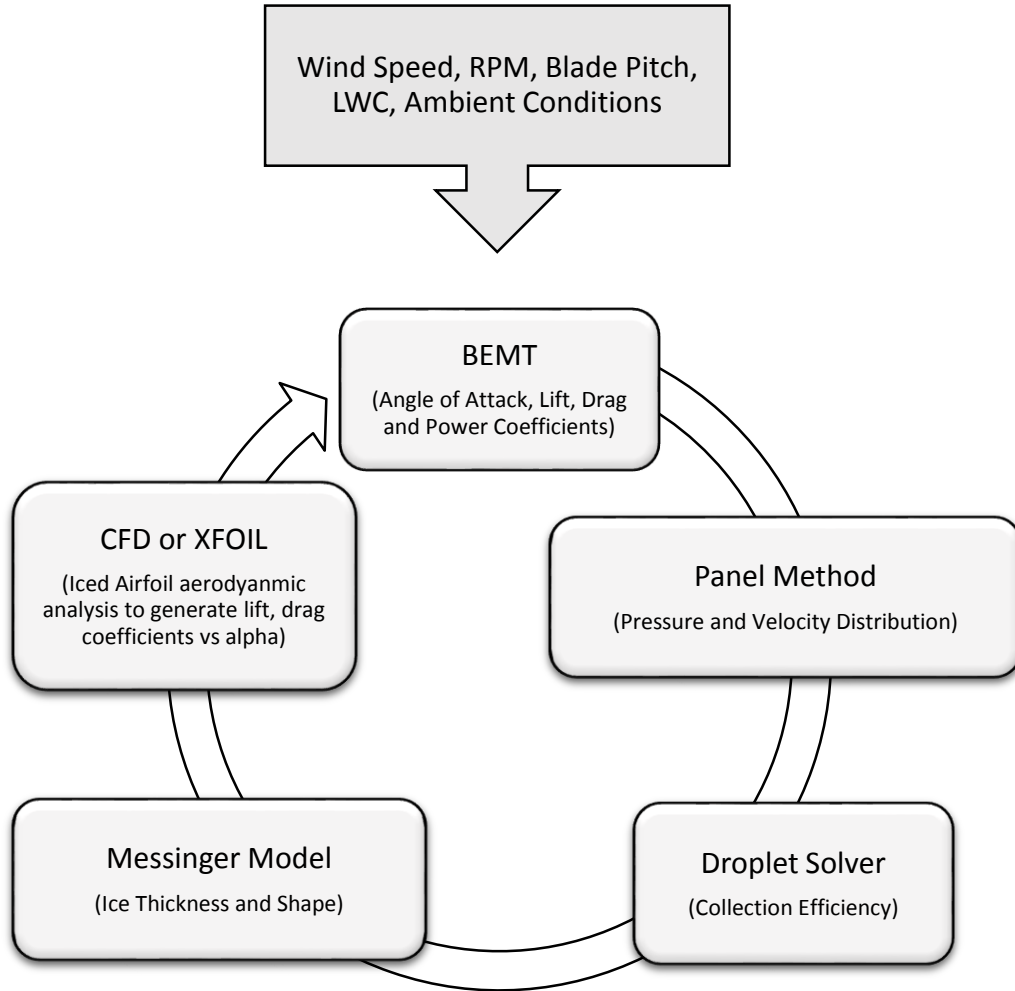 Wind Speed, RPM, Blade Pitch,
LWC, Ambient Conditions
BEMT
(Angle of Attack, Lift, Drag
and Power Coefficients)
Panel Method
(Pressure and Velocity Distribution)
Droplet Solver
(Collection Efficiency)
Messinger Model
(Ice Thickness and Shape)
CFD or XFOIL
(Iced Airfoil aerodyanmic
analysis to generate lift, drag
coefficients vs alpha)